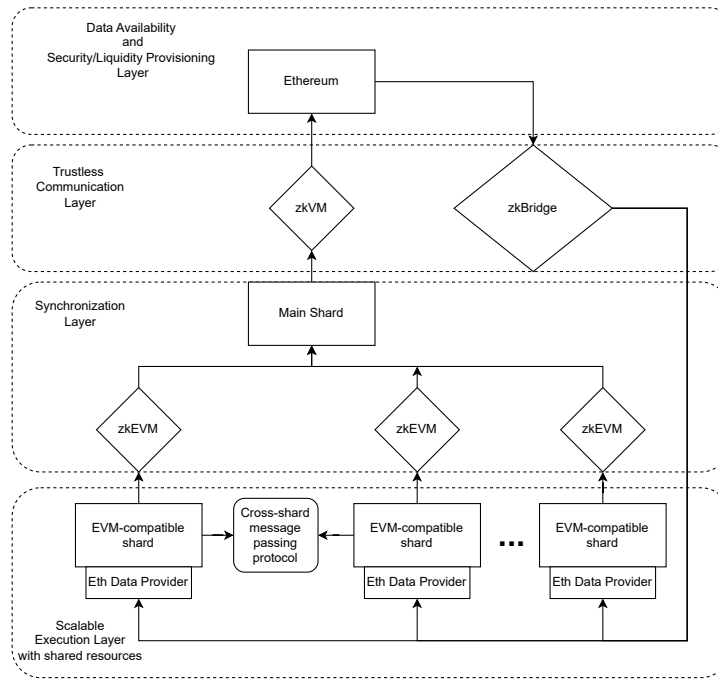 Data Availability
and
Security/Liquidity Provisioning
Layer
Ethereum
Trustless
Communication
Layer
zkVM
zkBridge
Synchronization
Layer
Main Shard
zkEVM
zkEVM
zkEVM
EVM-compatible
shard
Cross-shard
message
passing
protocol
EVM-compatible
shard
...
EVM-compatible
shard
Eth Data Provider
Eth Data Provider
Eth Data Provider
Scalable
Execution Layer
with shared resources